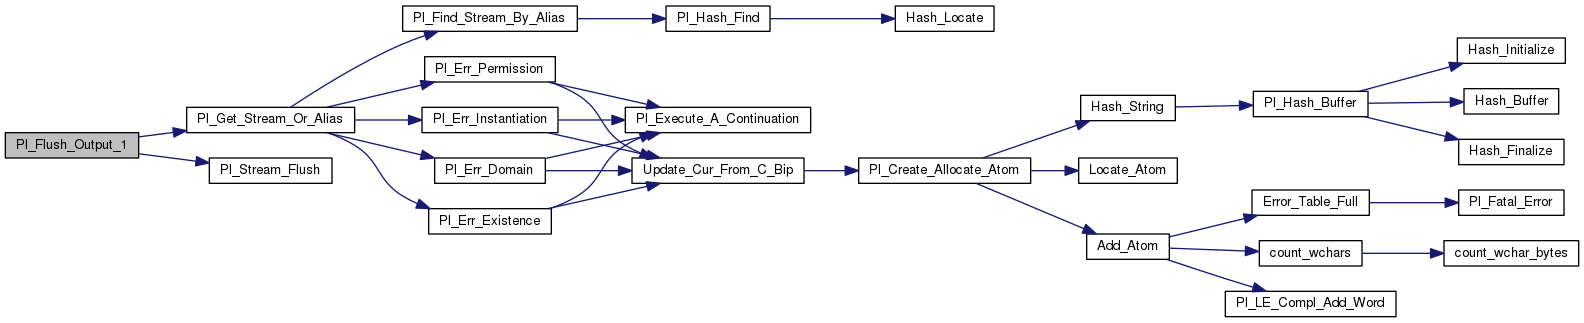 Pl_Flush_Output_1
Pl_Get_Stream_Or_Alias
Pl_Stream_Flush
Pl_Find_Stream_By_Alias
Pl_Err_Permission
Pl_Err_Instantiation
Pl_Err_Domain
Pl_Err_Existence
Pl_Hash_Find
Pl_Execute_A_Continuation
Update_Cur_From_C_Bip
Hash_Locate
Pl_Create_Allocate_Atom
Hash_String
Locate_Atom
Add_Atom
Pl_Hash_Buffer
Error_Table_Full
count_wchars
Pl_LE_Compl_Add_Word
Hash_Initialize
Hash_Buffer
Hash_Finalize
Pl_Fatal_Error
count_wchar_bytes